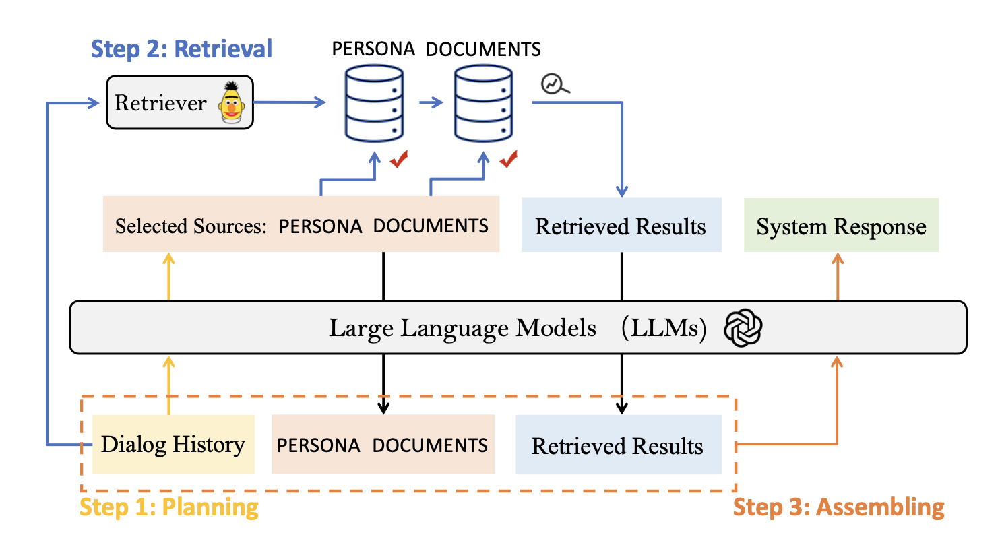 Step 2: Retrieval
PERSONA DOCUMENTS
Retriever
Selected Sources: PERSONA DOCUMENTS
Retrieved Results
System Response
Large Language Models （LLMs）
Dialog History
PERSONA DOCUMENTS
Retrieved Results
Step 1: Planning
Step 3: Assembling